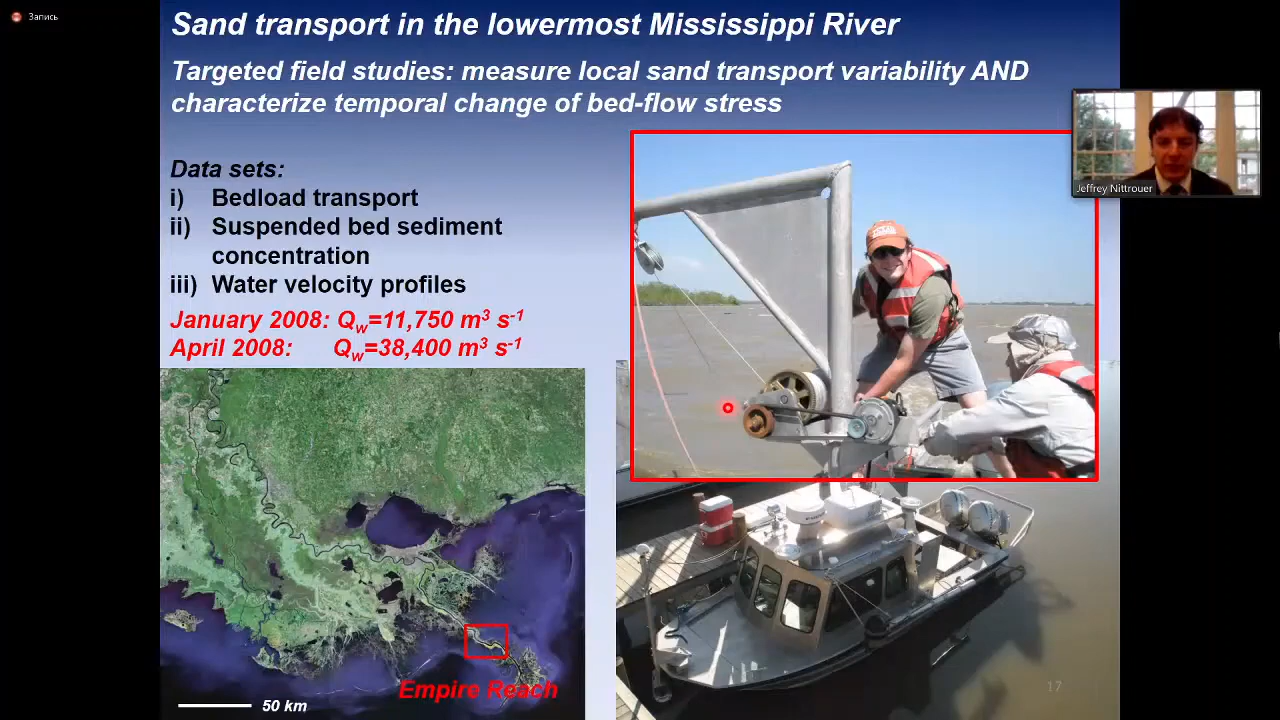 Запись
Sand transport in the lowermost Mississippi River
Targeted field studies: measure local sand transport variability AND
characterize temporal change of bed-flow stress
Jeffrey Nittrouer
Data sets:
i) Bedload transport
ii) Suspended bed sediment
concentration
iii) Water velocity profiles
January 2008: Qw=11,750 m³ s⁻¹
April 2008: Qw=38,400 m³ s⁻¹
Empire Reach
50 km
17